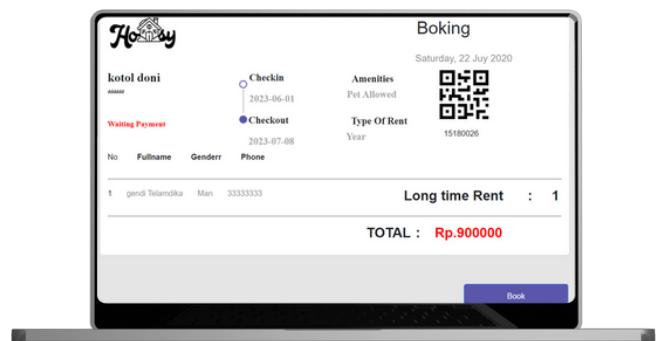 Homsy
Boking
Saturday, 22 Juy 2020
kotol doni
######
Waiting Payment
Checkin
2023-06-01
Checkout
2023-07-08
Amenities
Pet Allowed
Type Of Rent
Year
15180026
No Fullname Genderr Phone
1 gendi Telamdika Man 33333333
Long time Rent : 1
TOTAL : Rp.900000
Book